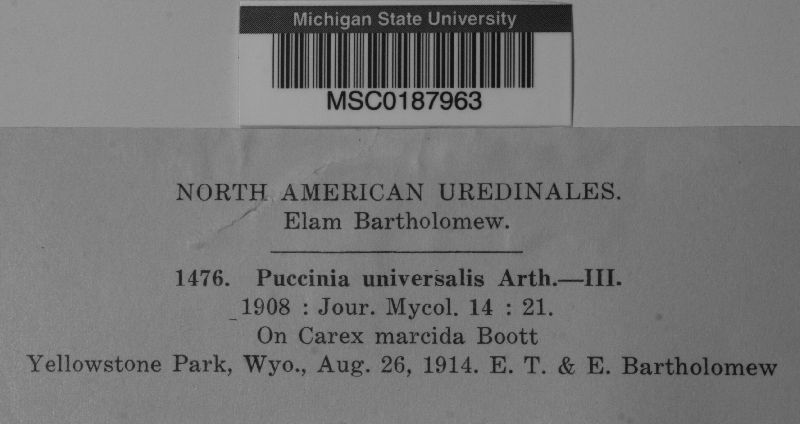 Michigan State University
MSC0187963
NORTH AMERICAN UREDINALES.
Elam Bartholomew.
1476. Puccinia universalis Arth.—III.
1908 : Jour. Mycol. 14 : 21.
On Carex marcida Boott
Yellowstone Park, Wyo., Aug. 26, 1914. E. T. & E. Bartholomew